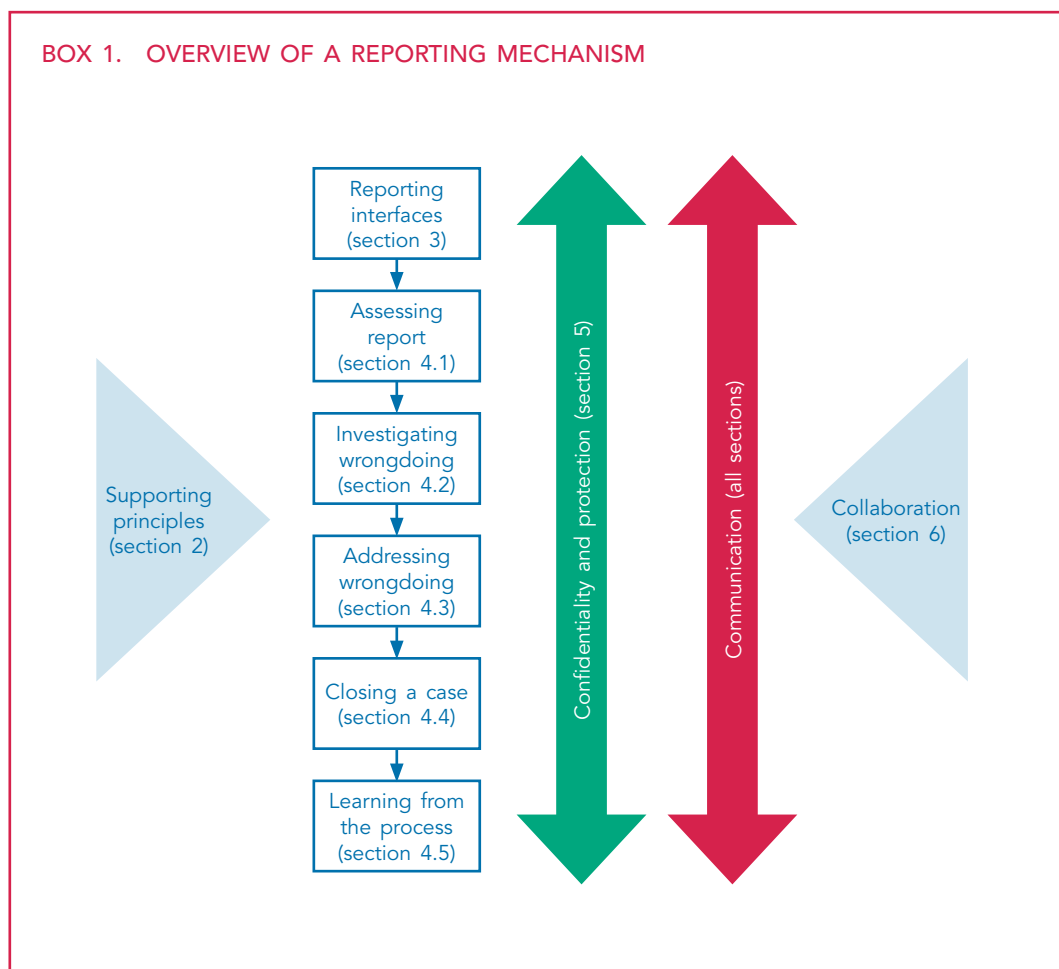 BOX 1. OVERVIEW OF A REPORTING MECHANISM
Reporting
interfaces
(section 3)
Assessing
report
(section 4.1)
Investigating
wrongdoing
(section 4.2)
Addressing
wrongdoing
(section 4.3)
Closing a case
(section 4.4)
Learning from
the process
(section 4.5)
Supporting
principles
(section 2)
Confidentiality and protection (section 5)
Communication (all sections)
Collaboration
(section 6)